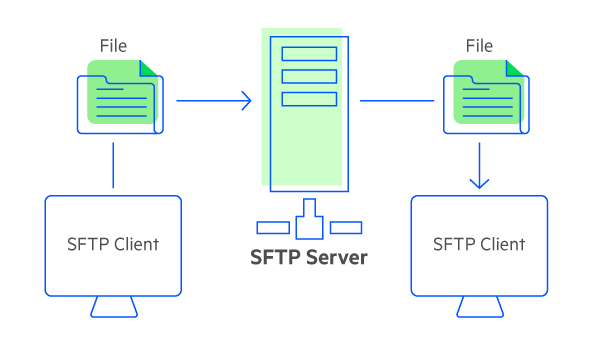 File
File
SFTP Client
SFTP Server
SFTP Client